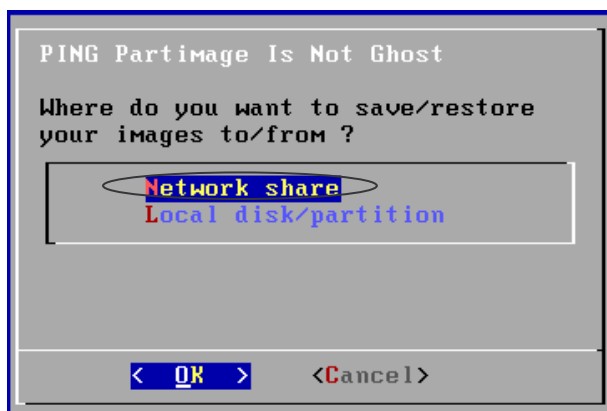 PING Partimage Is Not Ghost
Where do you want to save/restore
your images to/from ?
Network share
Local disk/partition
< OK > <Cancel>